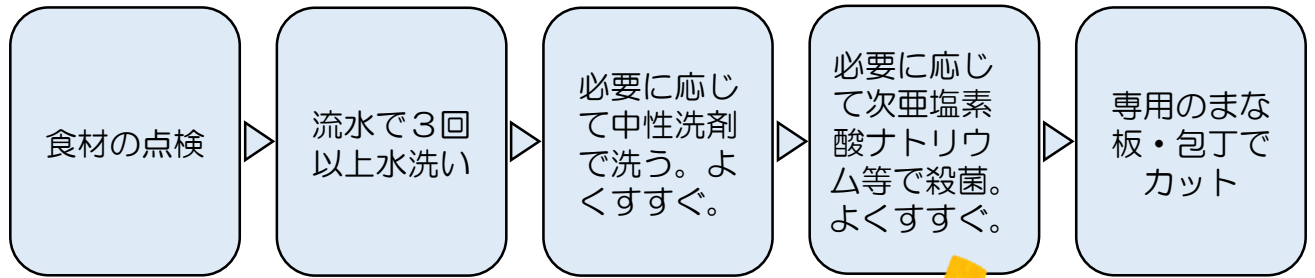 食材の点検
流水で３回
以上水洗い
必要に応じ
て中性洗剤
で洗う。よ
くすすぐ。
必要に応じ
て次亜塩素
酸ナトリウ
ム等で殺菌。
よくすすぐ。
専用のまな
板・包丁で
カット